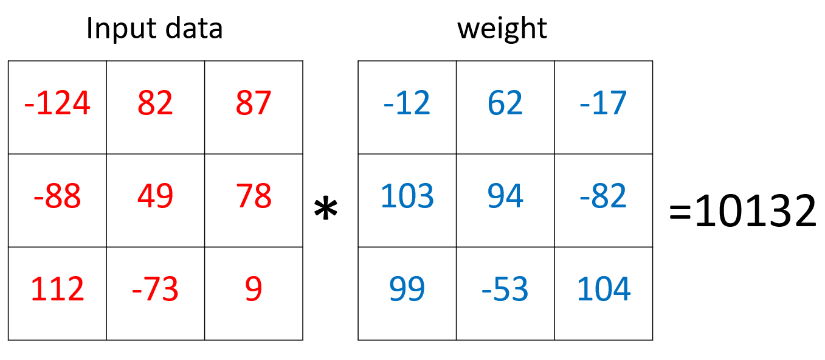 Input data weight
-124 82 87 -12 62 -17
-88 49 78 * 103 94 -82 =10132
112 -73 9 99 -53 104